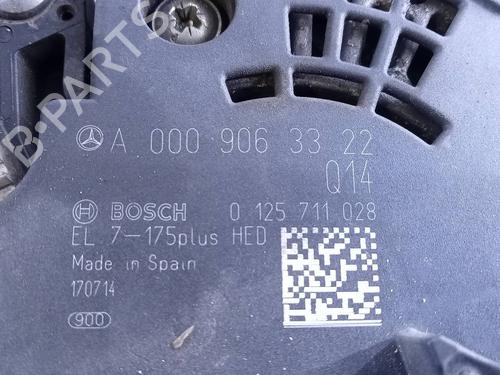 A 000 906 33 22
Q14
BOSCH 0 125 711 028
EL 7-175plus HED
Made in Spain
170714
900
B-PARTS